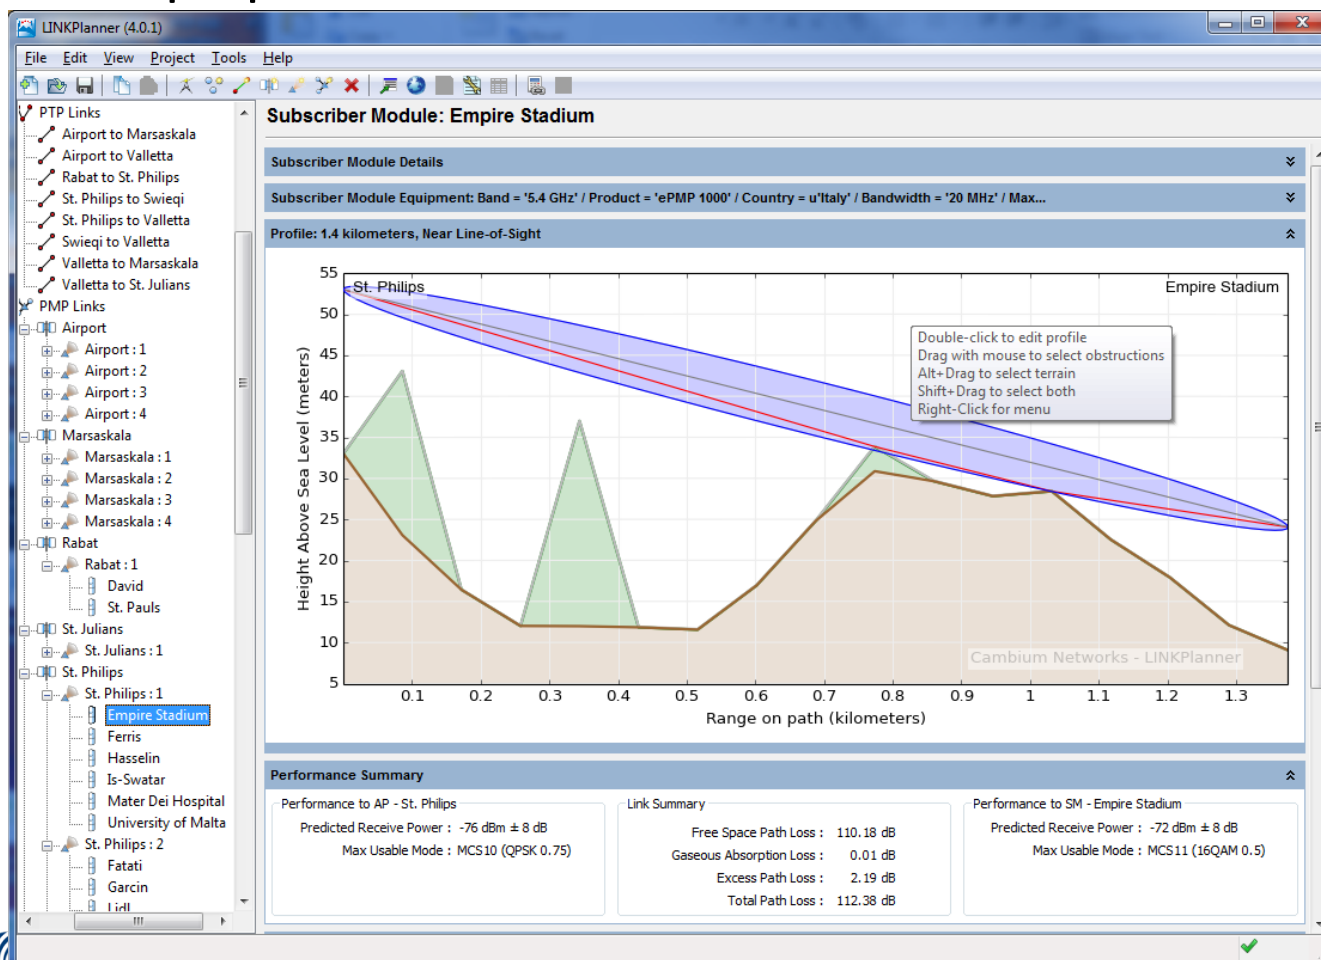 LINKPlanner (4.0.1)
File Edit View Project Tools Help
PTP Links
Airport to Marsaskala
Airport to Valletta
Rabat to St. Philips
St. Philips to Swieqi
St. Philips to Valletta
Swieqi to Valletta
Valletta to Marsaskala
Valletta to St. Julians
PMP Links
Airport
Airport : 1
Airport : 2
Airport : 3
Airport : 4
Marsaskala
Marsaskala : 1
Marsaskala : 2
Marsaskala : 3
Marsaskala : 4
Rabat
Rabat : 1
David
St. Pauls
St. Julians
St. Julians : 1
St. Philips
St. Philips : 1
Empire Stadium
Ferris
Hasselin
Is-Swatar
Mater Dei Hospital
University of Malta
St. Philips : 2
Fatati
Garcin
Lidl
Subscriber Module: Empire Stadium
Subscriber Module Details
Subscriber Module Equipment: Band = '5.4 GHz' / Product = 'ePMP 1000' / Country = u'Italy' / Bandwidth = '20 MHz' / Max...
Profile: 1.4 kilometers, Near Line-of-Sight
St. Philips
Empire Stadium
Double-click to edit profile
Drag with mouse to select obstructions
Alt+Drag to select terrain
Shift+Drag to select both
Right-Click for menu
Height Above Sea Level (meters)
55
50
45
40
35
30
25
20
15
10
5
Cambium Networks - LINKPlanner
0.1 0.2 0.3 0.4 0.5 0.6 0.7 0.8 0.9 1 1.1 1.2 1.3
Range on path (kilometers)
Performance Summary
Performance to AP - St. Philips
Predicted Receive Power : -76 dBm ± 8 dB
Max Usable Mode : MCS10 (QPSK 0.75)
Link Summary
Free Space Path Loss : 110.18 dB
Gaseous Absorption Loss : 0.01 dB
Excess Path Loss : 2.19 dB
Total Path Loss : 112.38 dB
Performance to SM - Empire Stadium
Predicted Receive Power : -72 dBm ± 8 dB
Max Usable Mode : MCS11 (16QAM 0.5)